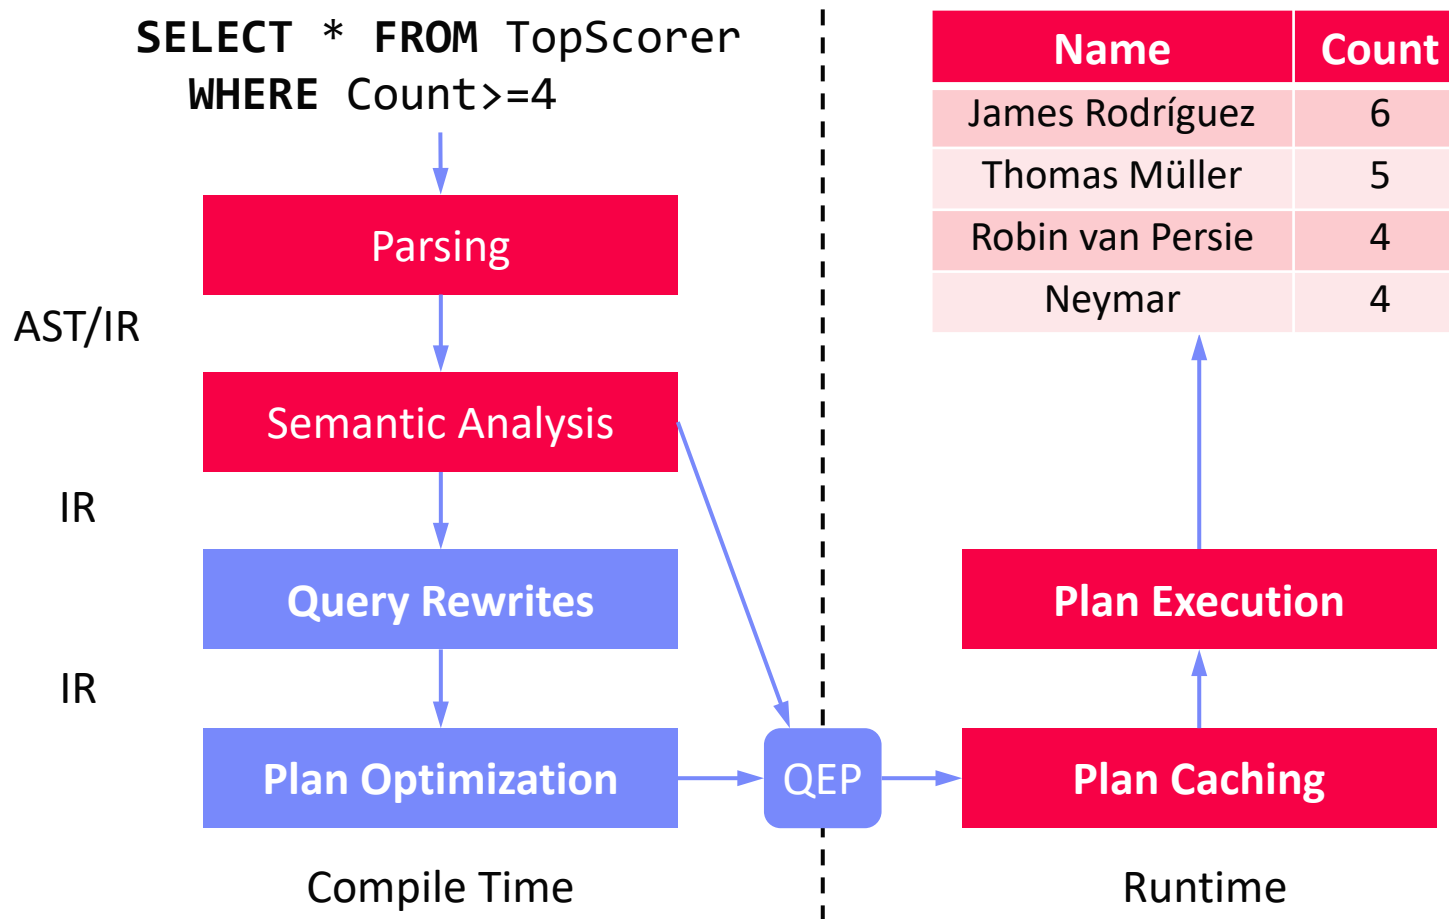 SELECT * FROM TopScorer
WHERE Count>=4
Parsing
AST/IR
Semantic Analysis
IR
Query Rewrites
IR
Plan Optimization
QEP
Compile Time
Name Count
James Rodríguez 6
Thomas Müller 5
Robin van Persie 4
Neymar 4
Plan Execution
Plan Caching
Runtime